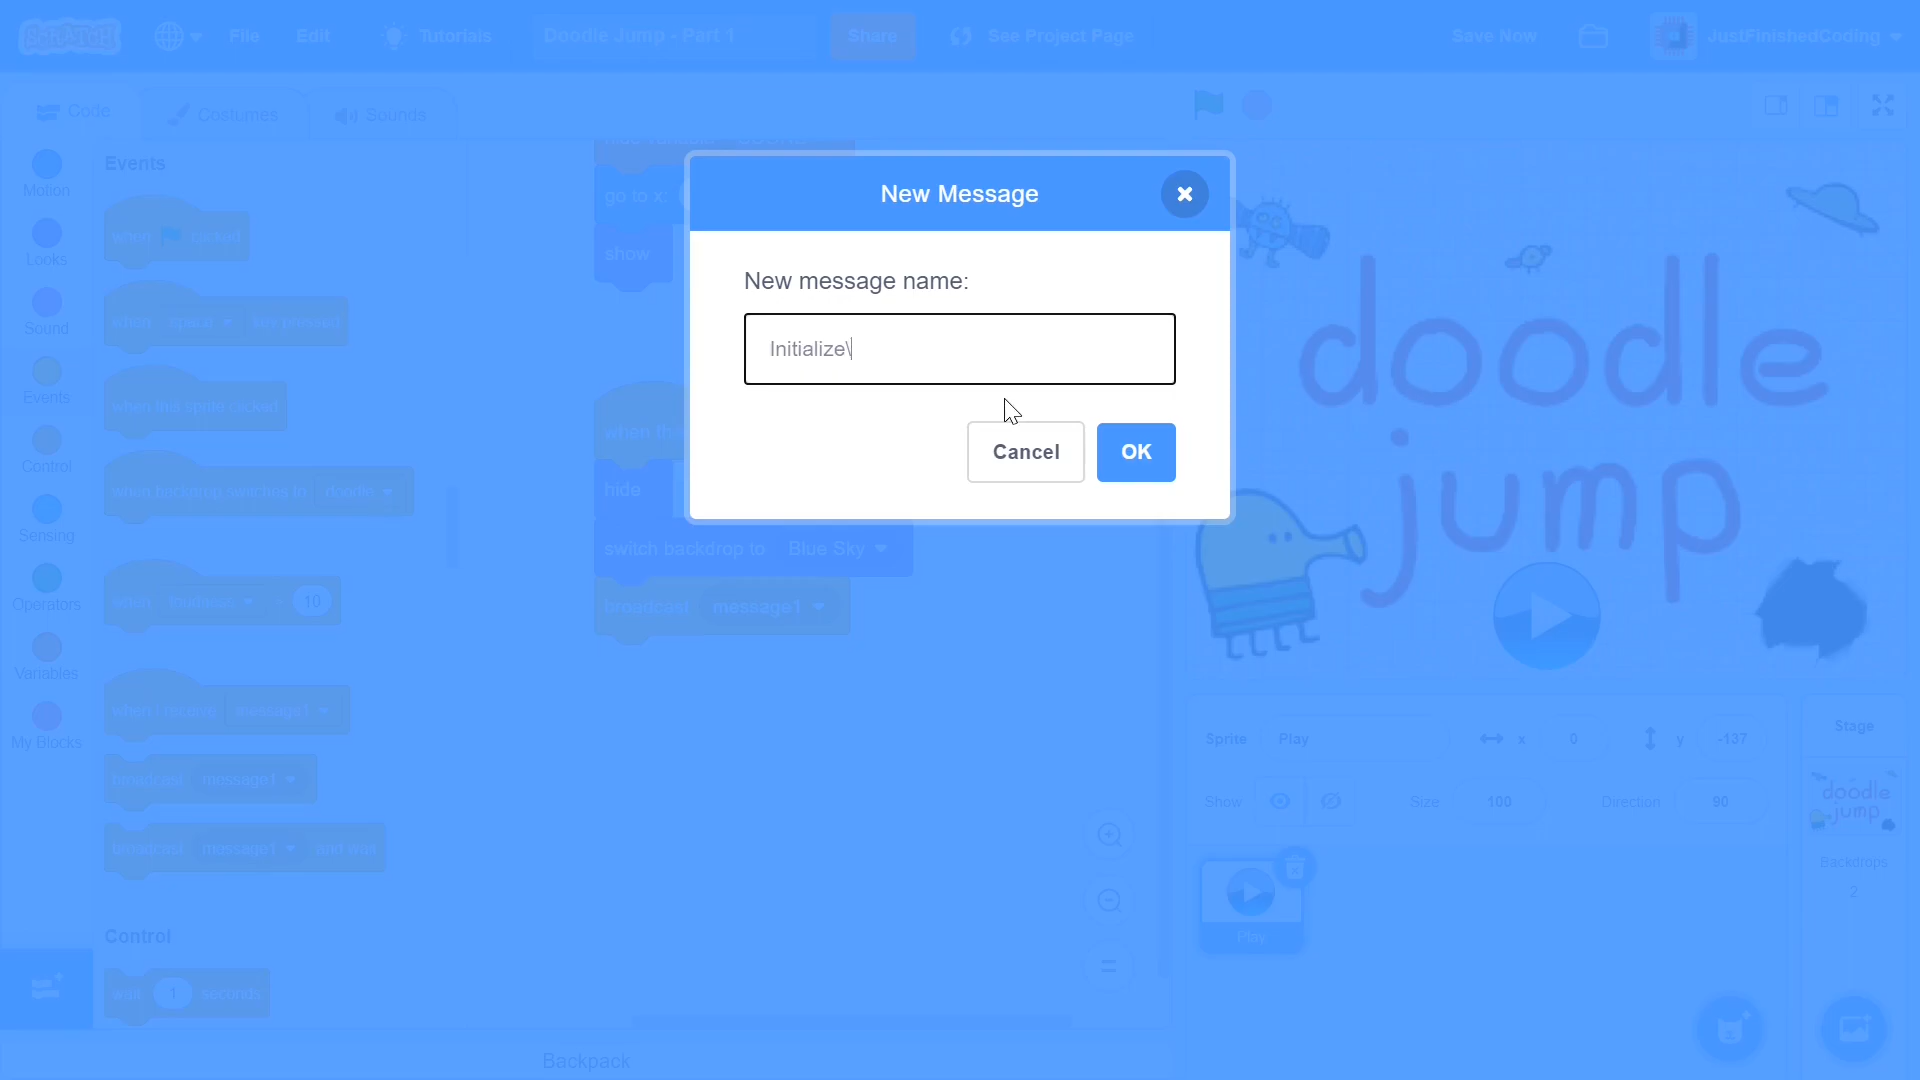 SCRATCH
File Edit Tutorials Doodle Jump - Part 1 Share See Project Page Save Now JustFinishedCoding
Code Costumes Sounds
Events
Motion
Looks
Sound
Events
Control
Sensing
Operators
Variables
My Blocks
when clicked
when space key pressed
when this sprite clicked
when backdrop switches to doodle
when loudness > 10
when I receive message1
broadcast message1
broadcast message1 and wait
Control
wait 1 seconds
go to x:
show
when this
hide
switch backdrop to Blue Sky
broadcast message1
New Message
New message name:
Initialize\
Cancel OK
doodle
jump
Sprite Play x 0 y -137
Show Size 100 Direction 90
Play
Stage
doodle
jump
Backdrops
2
Backpack